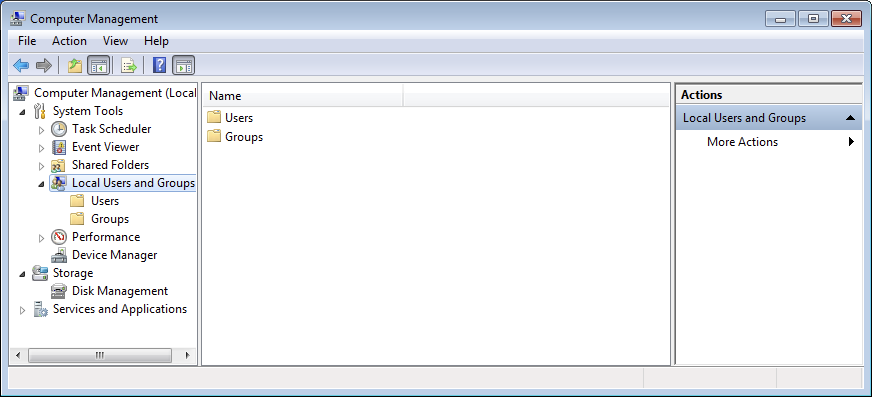 Computer Management
File Action View Help
Computer Management (Local
System Tools
Task Scheduler
Event Viewer
Shared Folders
Local Users and Groups
Users
Groups
Performance
Device Manager
Storage
Disk Management
Services and Applications
Name
Users
Groups
Actions
Local Users and Groups
More Actions